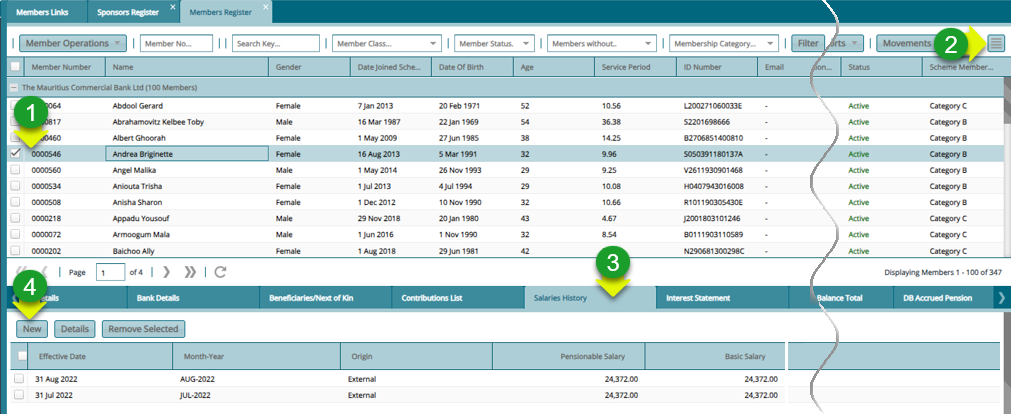 Members Links Sponsors Register Members Register
Member Operations Member No... Search Key... Member Class... Member Status. Members without.. Membership Category... Filter rts Movements 2
Member Number Name Gender Date Joined Sche... Date Of Birth Age Service Period ID Number Email on... Status Scheme Member...
The Mauritius Commercial Bank Ltd (100 Members)
0064 Abdool Gerard Female 7 Jan 2013 20 Feb 1971 52 10.56 L200271060033E - Active Category C
1 817 Abrahamovitz Kelbee Toby Male 16 Mar 1987 22 Jan 1969 54 36.38 S2201698666 - Active Category B
0460 Albert Ghoorah Female 1 May 2009 27 Jun 1985 38 14.25 B2706851400810 - Active Category B
0000546 Andrea Briginette Female 16 Aug 2013 5 Mar 1991 32 9.96 S050391180137A - Active Category B
0000560 Angel Malika Male 1 May 2014 26 Nov 1993 29 9.25 V2611930901468 - Active Category B
0000534 Aniouta Trisha Female 1 Jul 2013 4 Jul 1994 29 10.08 H0407943016008 - Active Category B
0000508 Anisha Sharon Female 1 Dec 2012 10 Nov 1990 32 10.66 R101190305430E - Active Category B
0000218 Appadu Yousouf Male 29 Nov 2018 20 Jan 1980 43 4.67 J2001803101246 - Active Category C
0000072 Armoogum Mala Male 1 Jun 2016 1 Nov 1990 32 8.54 B0111903110589 - Active Category C
0000202 Baichoo Ally Female 1 Aug 2018 29 Jun 1981 42 N290681300298C - Active Category C
Page 1 of 4 Displaying Members 1 - 100 of 347
3
4 etails Bank Details Beneficiaries/Next of Kin Contributions List Salaries History Interest Statement Balance Total DB Accrued Pension
New Details Remove Selected
Effective Date Month-Year Origin Pensionable Salary Basic Salary
31 Aug 2022 AUG-2022 External 24,372.00 24,372.00
31 Jul 2022 JUL-2022 External 24,372.00 24,372.00